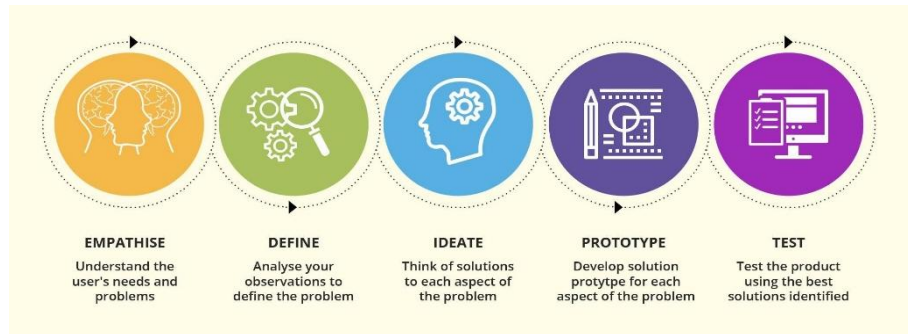 EMPATHISE
Understand the
user's needs and
problems
DEFINE
Analyse your
observations to
define the problem
IDEATE
Think of solutions
to each aspect of
the problem
PROTOTYPE
Develop solution
protytpe for each
aspect of the problem
TEST
Test the product
using the best
solutions identified